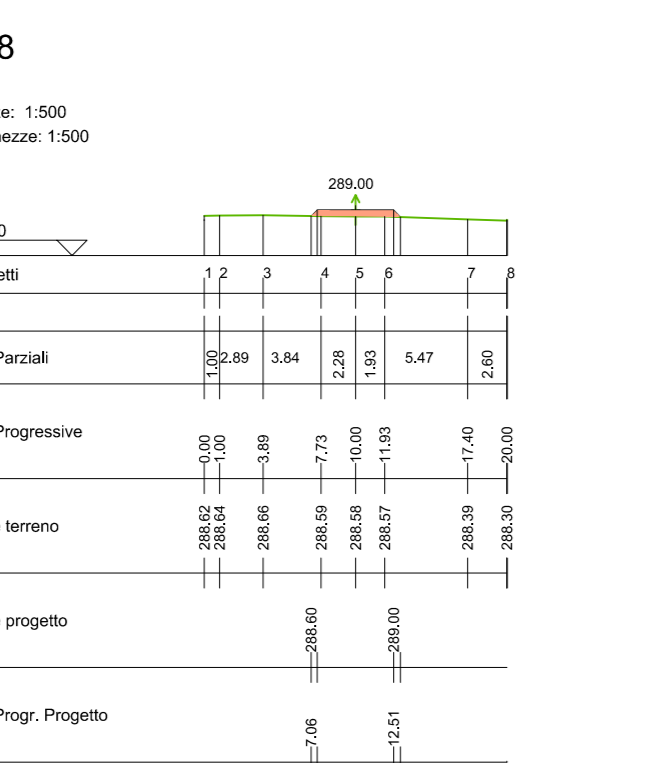 8
e: 1:500
ezze: 1:500
289.00
0
etti 1 2 3 4 5 6 7 8
Parziali 1.00 2.89 3.84 2.28 1.93 5.47 2.60
Progressive 0.00 1.00 3.89 7.73 10.00 11.93 17.40 20.00
terreno 288.62 288.64 288.66 288.59 288.58 288.57 288.39 288.30
progetto 288.60 289.00
Progr. Progetto 7.06 12.51